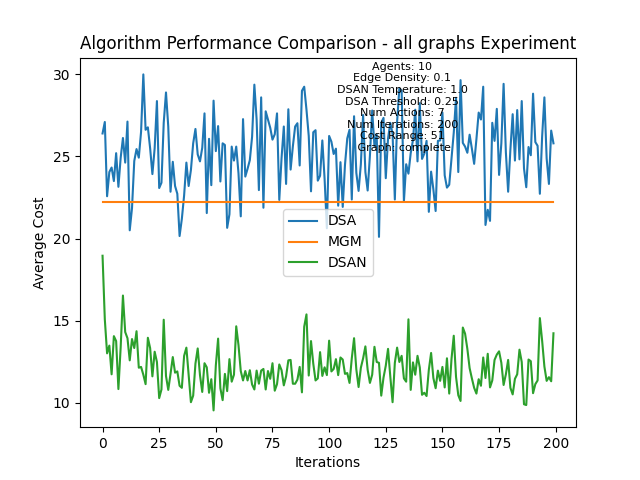 Algorithm Performance Comparison - all graphs Experiment
Agents: 10
Edge Density: 0.1
DSAN Temperature: 1.0
DSA Threshold: 0.25
Num Actions: 7
Num Iterations: 200
Cost Range: 51
Graph: complete
Average Cost
30
25
20
15
10
DSA
MGM
DSAN
0
25
50
75
100
125
150
175
200
Iterations